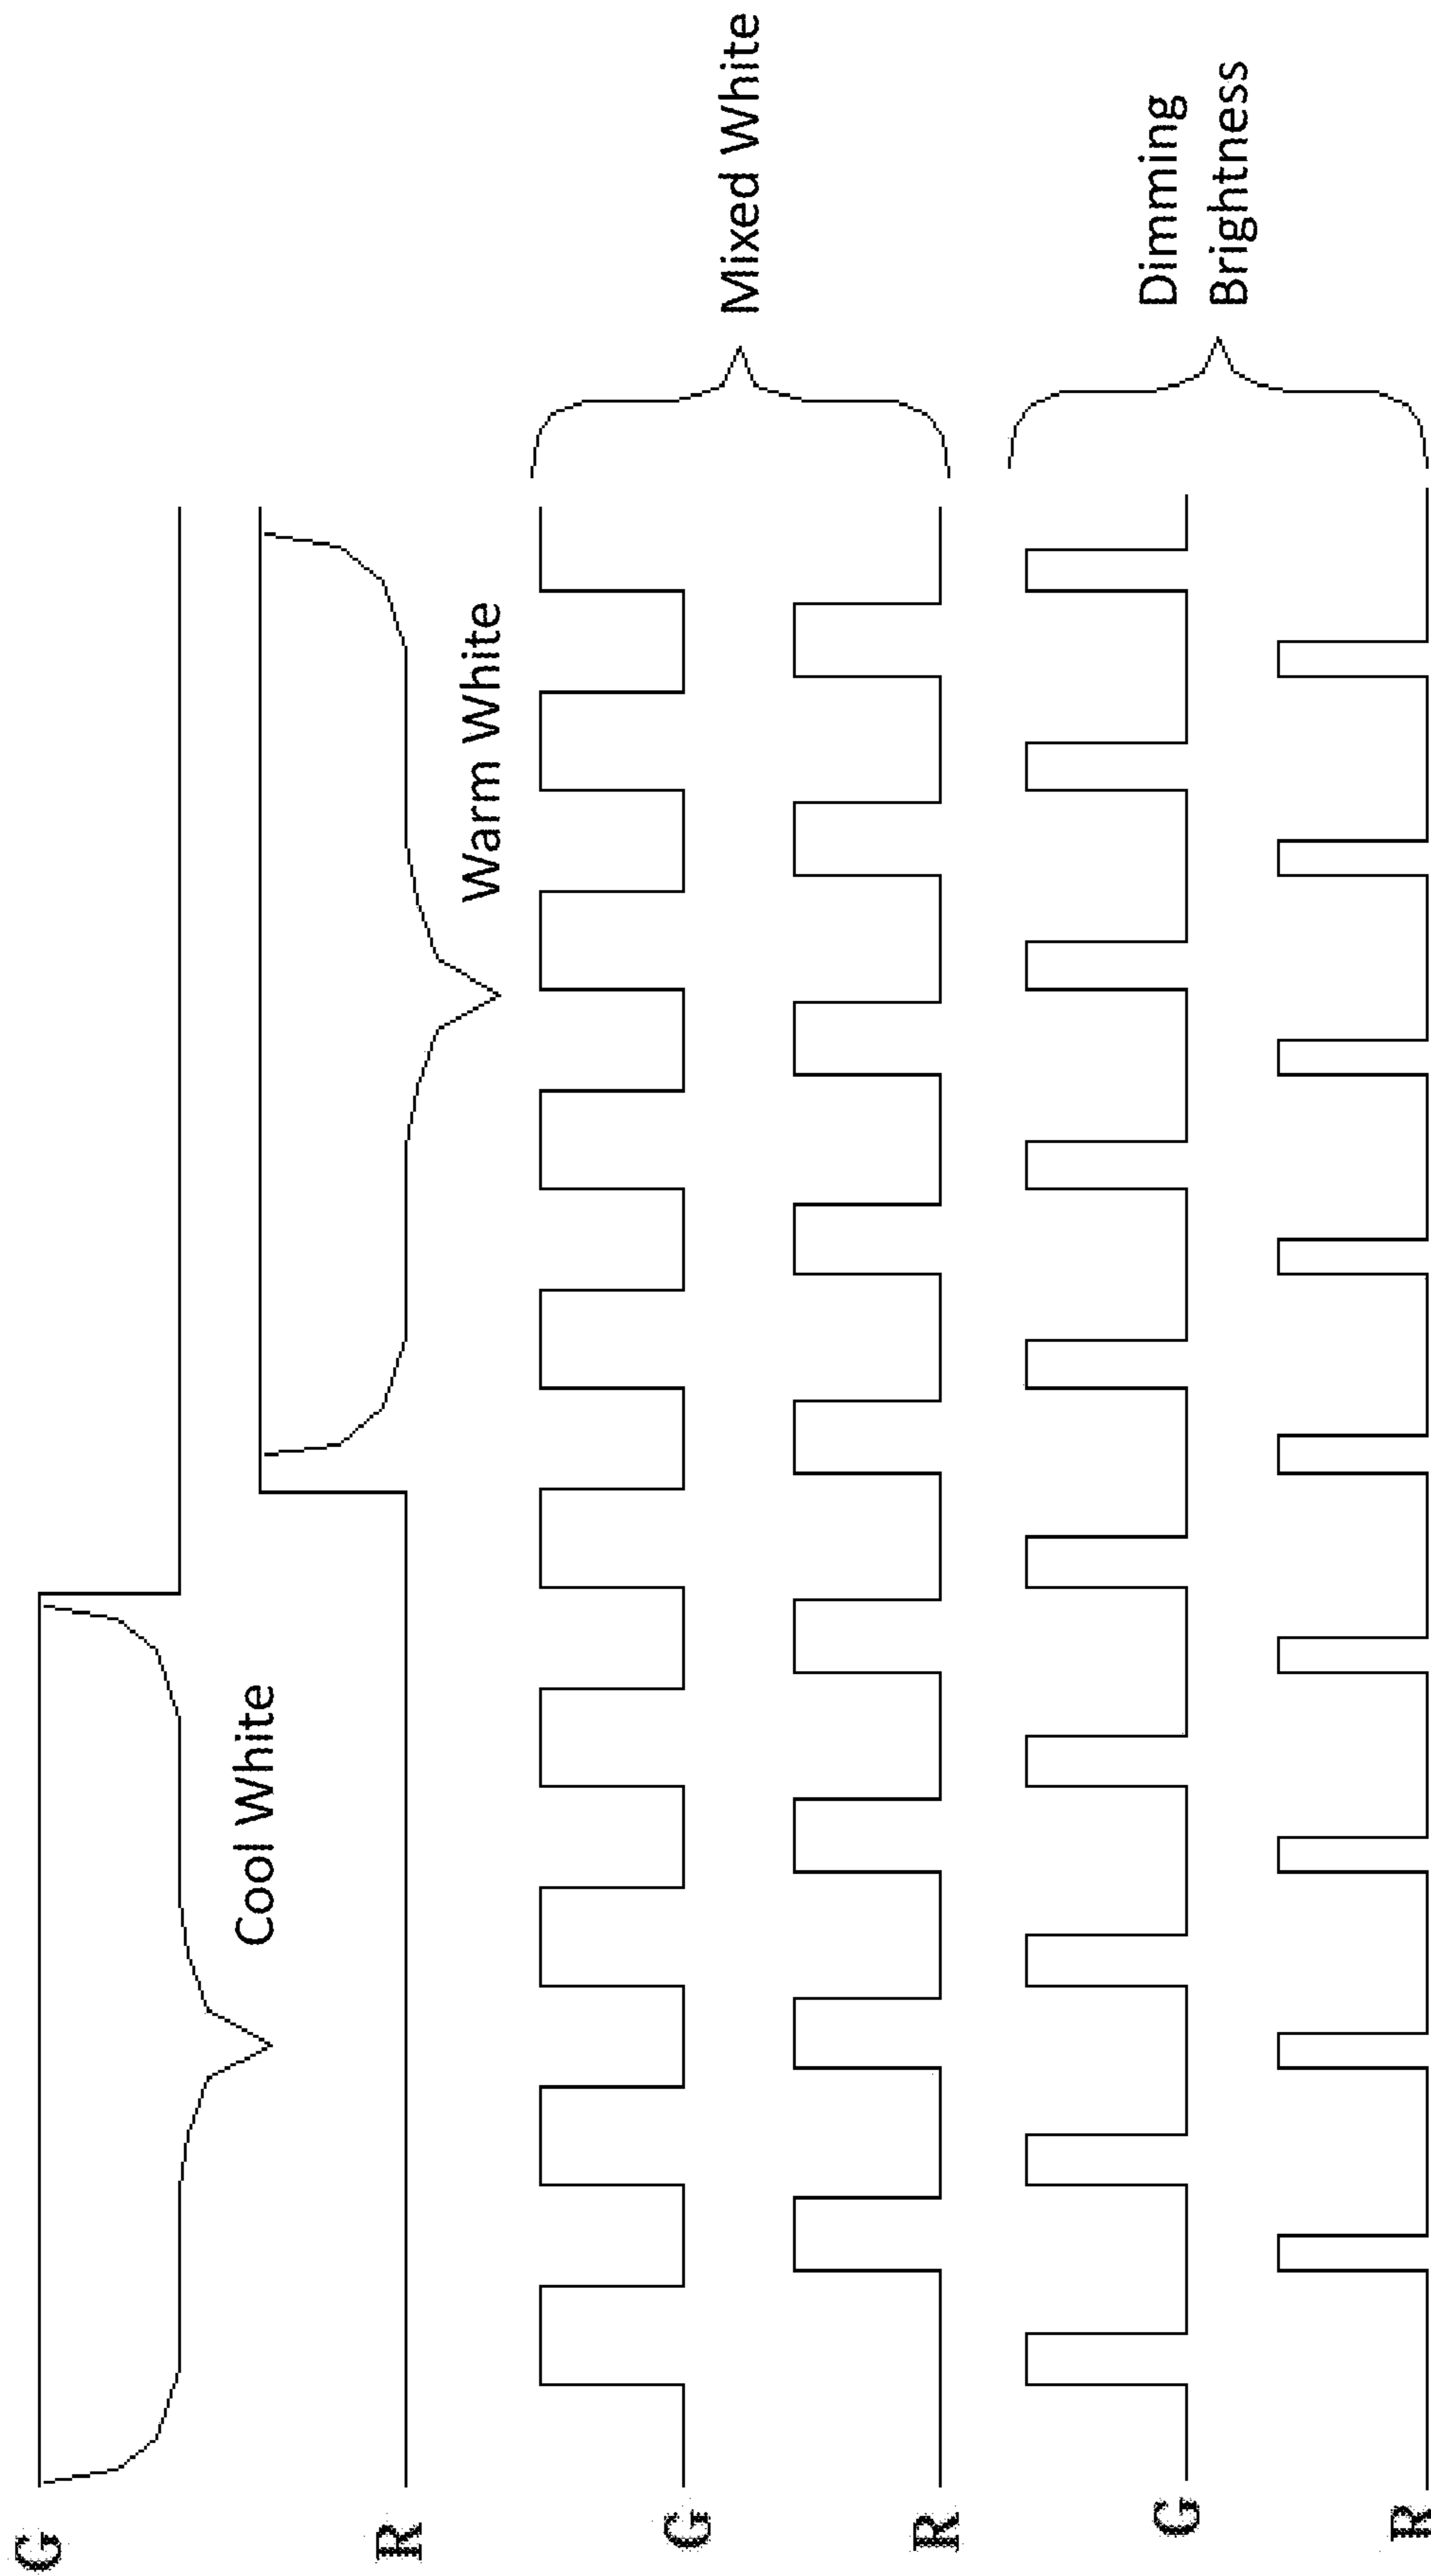 G
Cool White
R
Warm White
G
Mixed White
R
G
Dimming
Brightness
R